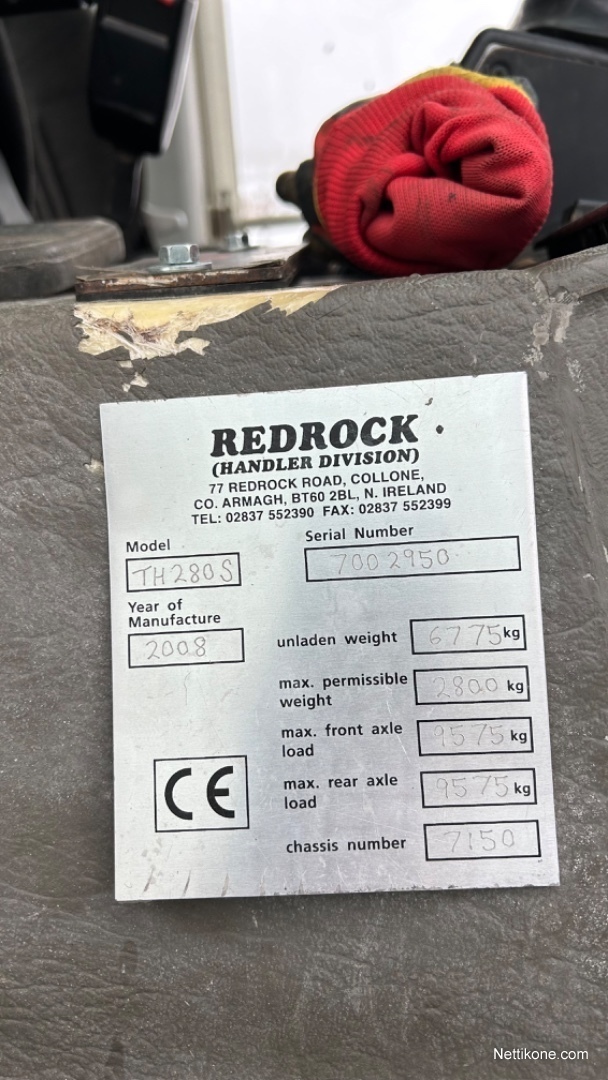 REDROCK
(HANDLER DIVISION)
77 REDROCK ROAD, COLLONE,
CO. ARMAGH, BT60 2BL, N. IRELAND
TEL: 02837 552390 FAX: 02837 552399
Model
TH280S
Serial Number
7002950
Year of
Manufacture
2008
unladen weight 6775 kg
max. permissible
weight 2800 kg
max. front axle
load 9575 kg
max. rear axle
load 9575 kg
chassis number 7150
CE
Nettikone.com